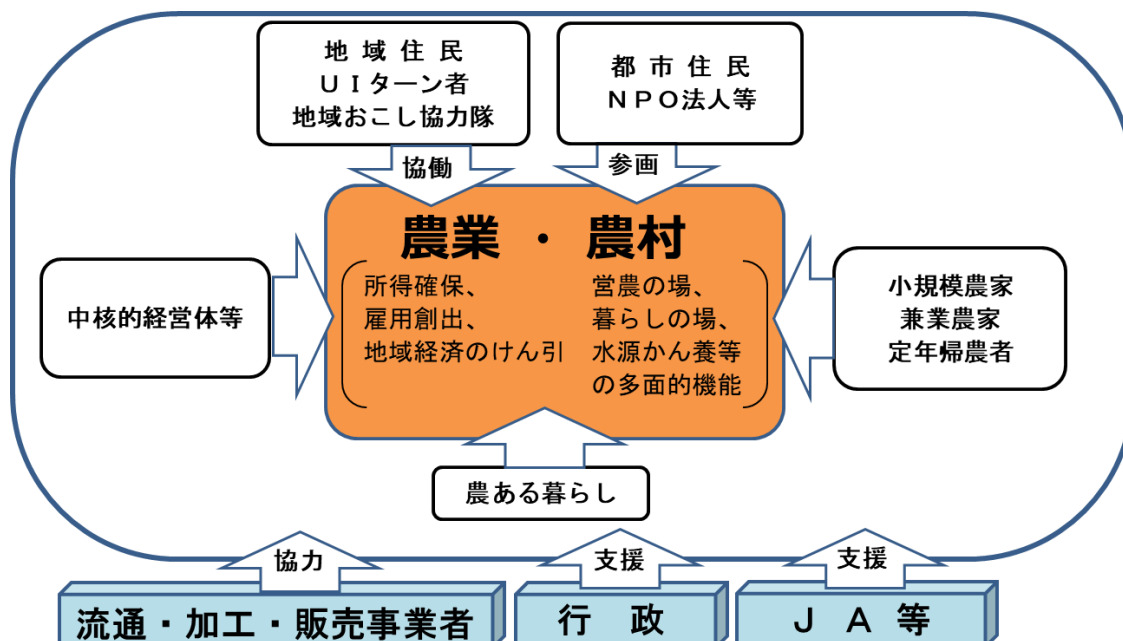 地域住民
UIターン者
地域おこし協力隊
都市住民
NPO法人等
協働
参画
農業・農村
所得確保、
雇用創出、
地域経済のけん引
営農の場、
暮らしの場、
水源かん養等
の多面的機能
中核的経営体等
小規模農家
兼業農家
定年帰農者
農ある暮らし
協力
支援
支援
流通・加工・販売事業者
行政
JA等